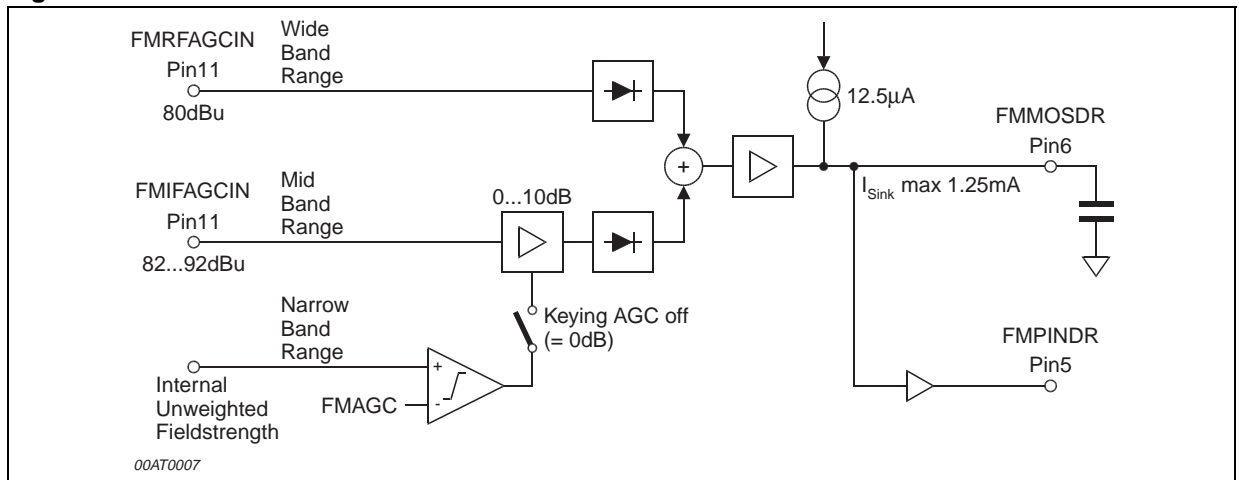 FMRFAGCIN
Pin11
80dBu
Wide
Band
Range
12.5µA
FMMOSDR
Pin6
I_Sink max 1.25mA
FMIFAGCIN
Pin11
82...92dBu
Mid
Band
Range
0...10dB
+
Narrow
Band
Range
Keying AGC off
(= 0dB)
Internal
Unweighted
Fieldstrength
+
-
FMAGC
FMPINDR
Pin5
00AT0007